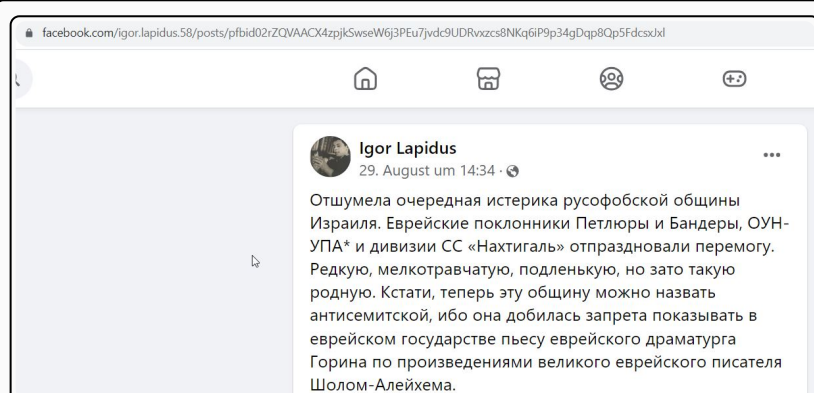 facebook.com/igor.lapidus.58/posts/pfbid02rZQVAACX4zpjkSwseW6j3PEu7jvdc9UDRvxzcs8NKq6iP9p34gDqp8Qp5FdcsxJxl
Igor Lapidus
29. August um 14:34 ·
Отшумела очередная истерика русофобской общины
Израиля. Еврейские поклонники Петлюры и Бандеры, ОУН-
УПА* и дивизии СС «Нахтигаль» отпраздновали перемогу.
Редкую, мелкотравчатую, подленькую, но зато такую
родную. Кстати, теперь эту общину можно назвать
антисемитской, ибо она добилась запрета показывать в
еврейском государстве пьесу еврейского драматурга
Горина по произведениями великого еврейского писателя
Шолом-Алейхема.